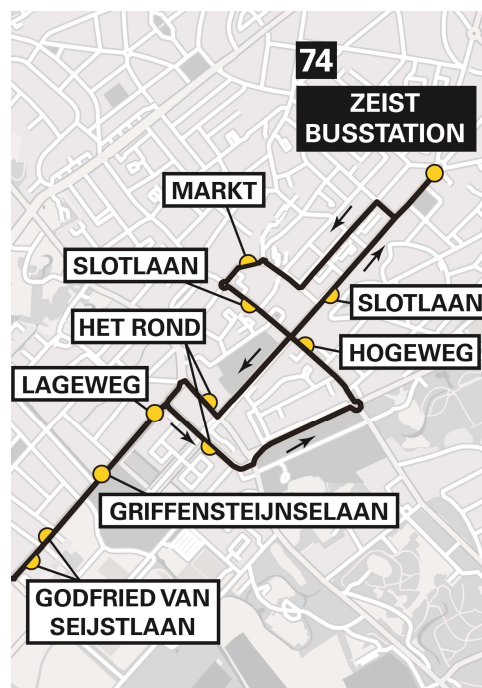 74
ZEIST
BUSSTATION
MARKT
SLOTLAAN
SLOTLAAN
HET ROND
HOGEWEG
LAGEWEG
GRIFFENSTEIJNSELAAN
GODFRIED VAN
SEIJSTLAAN